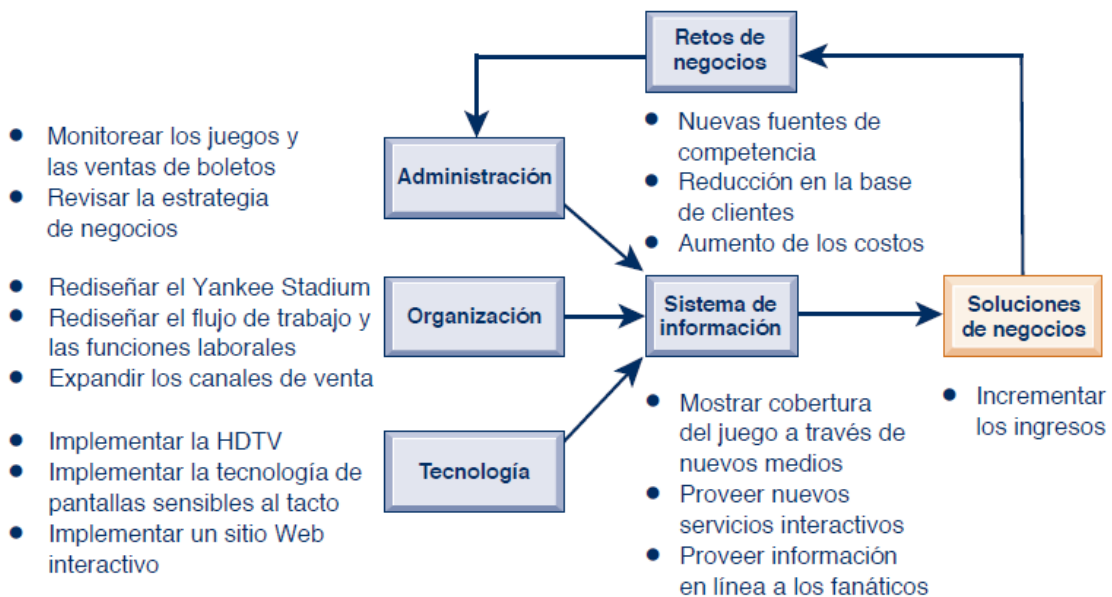 Retos de
negocios
Nuevas fuentes de
competencia
Reducción en la base
de clientes
Aumento de los costos
Administración
Monitorear los juegos y
las ventas de boletos
Revisar la estrategia
de negocios
Organización
Rediseñar el Yankee Stadium
Rediseñar el flujo de trabajo y
las funciones laborales
Expandir los canales de venta
Tecnología
Implementar la HDTV
Implementar la tecnología de
pantallas sensibles al tacto
Implementar un sitio Web
interactivo
Sistema de
información
Mostrar cobertura
del juego a través de
nuevos medios
Proveer nuevos
servicios interactivos
Proveer información
en línea a los fanáticos
Soluciones
de negocios
Incrementar
los ingresos